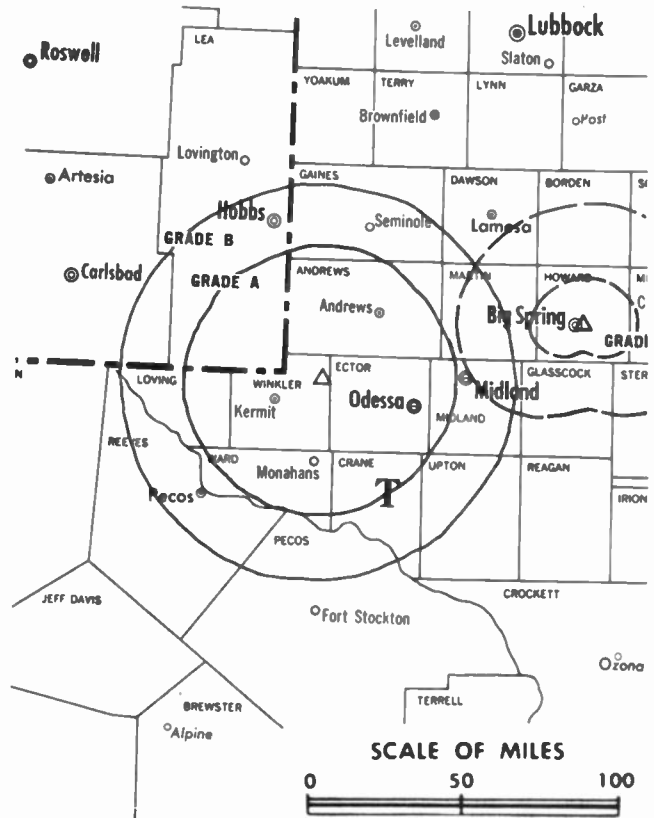 Lubbock
Levelland
LEA
Roswell
Slaton
YOAKUM
TERRY
LYNN
GARZA
Brownfield
Post
Lovington
Artesia
GAINES
DAWSON
BORDEN
Hobbs
Seminole
Lamesa
GRADE B
Carlsbad
GRADE A
ANDREWS
MARTIN
HOWARD
Andrews
Big Spring
GRADE
N
LOVING
WINKLER
ECTOR
GLASSCOCK
STER
Kermit
Odessa
Midland
MIDLAND
REEVES
WARD
Monahans
CRANE
UPTON
REAGAN
T
Pecos
IRION
PECOS
JEFF DAVIS
CROCKETT
Fort Stockton
Ozona
TERRELL
BREWSTER
Alpine
SCALE OF MILES
0 50 100